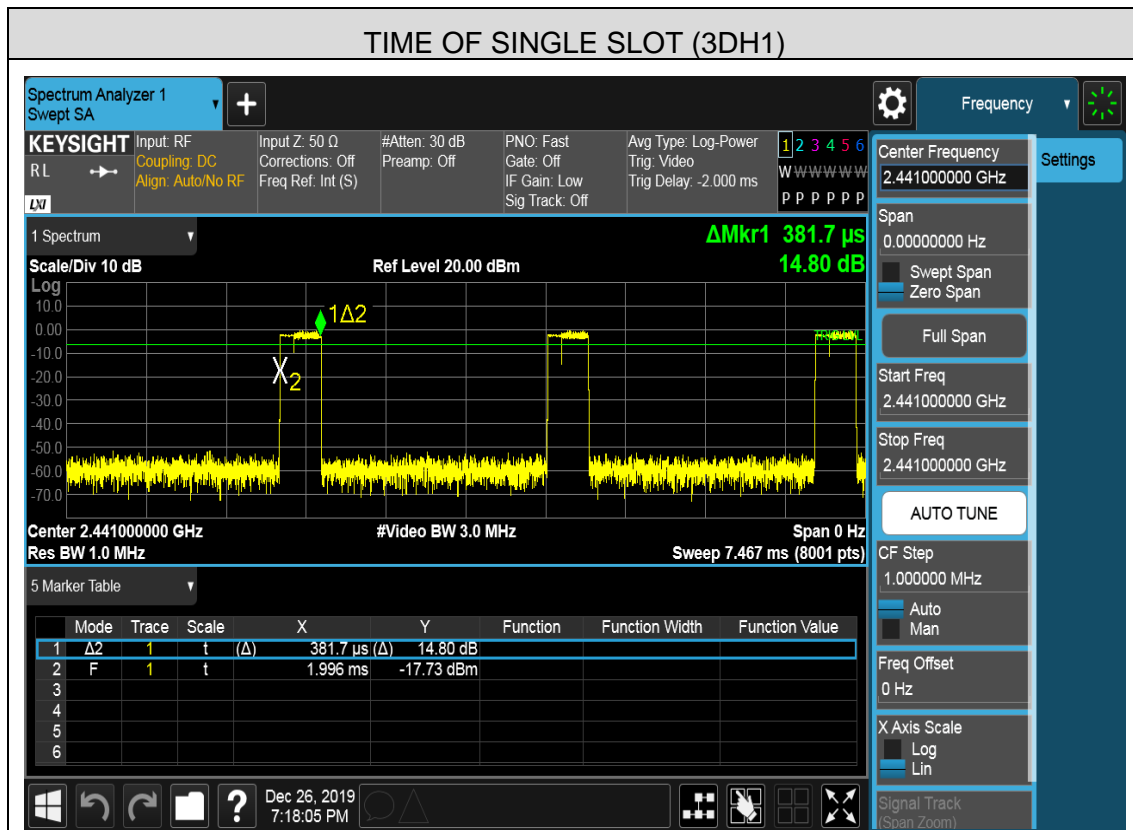 TIME OF SINGLE SLOT (3DH1)
Spectrum Analyzer 1
Swept SA
Frequency
KEYSIGHT
RL
LXI
Input: RF
Coupling: DC
Align: Auto/No RF
Input Z: 50 Ω
Corrections: Off
Freq Ref: Int (S)
#Atten: 30 dB
Preamp: Off
PNO: Fast
Gate: Off
IF Gain: Low
Sig Track: Off
Avg Type: Log-Power
Trig: Video
Trig Delay: -2.000 ms
1 2 3 4 5 6
W W W W W W
P P P P P P
1 Spectrum
ΔMkr1 381.7 µs
14.80 dB
Scale/Div 10 dB
Ref Level 20.00 dBm
Log
10.0
0.00
-10.0
-20.0
-30.0
-40.0
-50.0
-60.0
-70.0
1Δ2
X2
Center 2.441000000 GHz
#Video BW 3.0 MHz
Span 0 Hz
Res BW 1.0 MHz
Sweep 7.467 ms (8001 pts)
5 Marker Table
Mode Trace Scale X Y Function Function Width Function Value
1 Δ2 1 t (Δ) 381.7 µs (Δ) 14.80 dB
2 F 1 t 1.996 ms -17.73 dBm
3
4
5
6
Dec 26, 2019
7:18:05 PM
?
Center Frequency
2.441000000 GHz
Settings
Span
0.00000000 Hz
Swept Span
Zero Span
Full Span
Start Freq
2.441000000 GHz
Stop Freq
2.441000000 GHz
AUTO TUNE
CF Step
1.000000 MHz
Auto
Man
Freq Offset
0 Hz
X Axis Scale
Log
Lin
Signal Track
(Span Zoom)